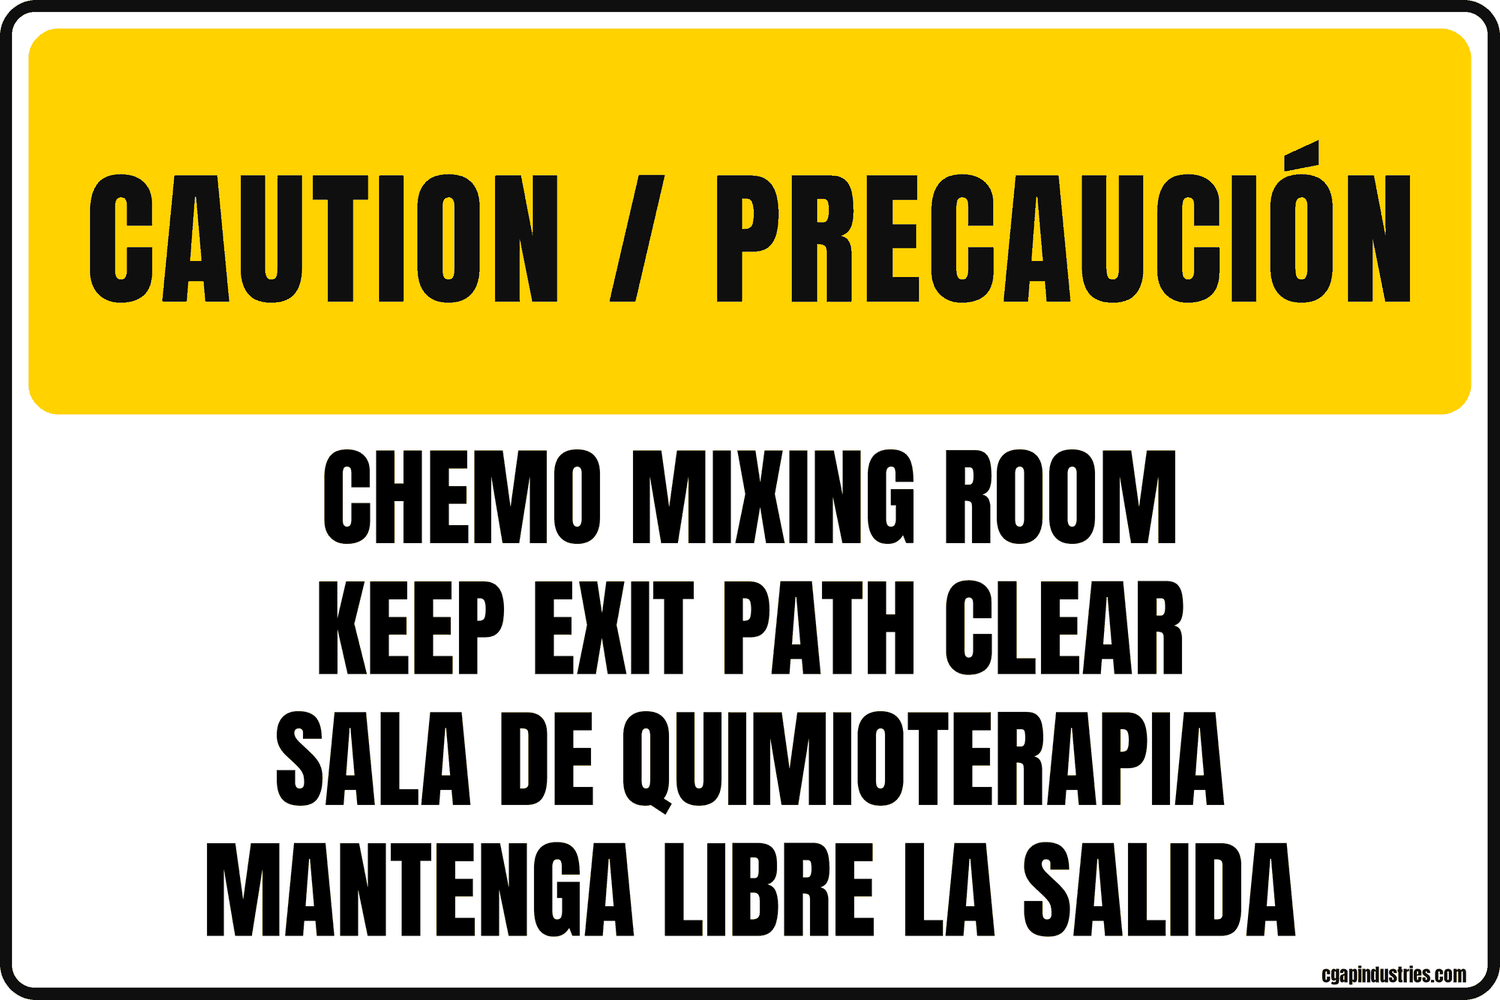 CAUTION / PRECAUCIÓN
CHEMO MIXING ROOM
KEEP EXIT PATH CLEAR
SALA DE QUIMIOTERAPIA
MANTENGA LIBRE LA SALIDA
cgapindustries.com